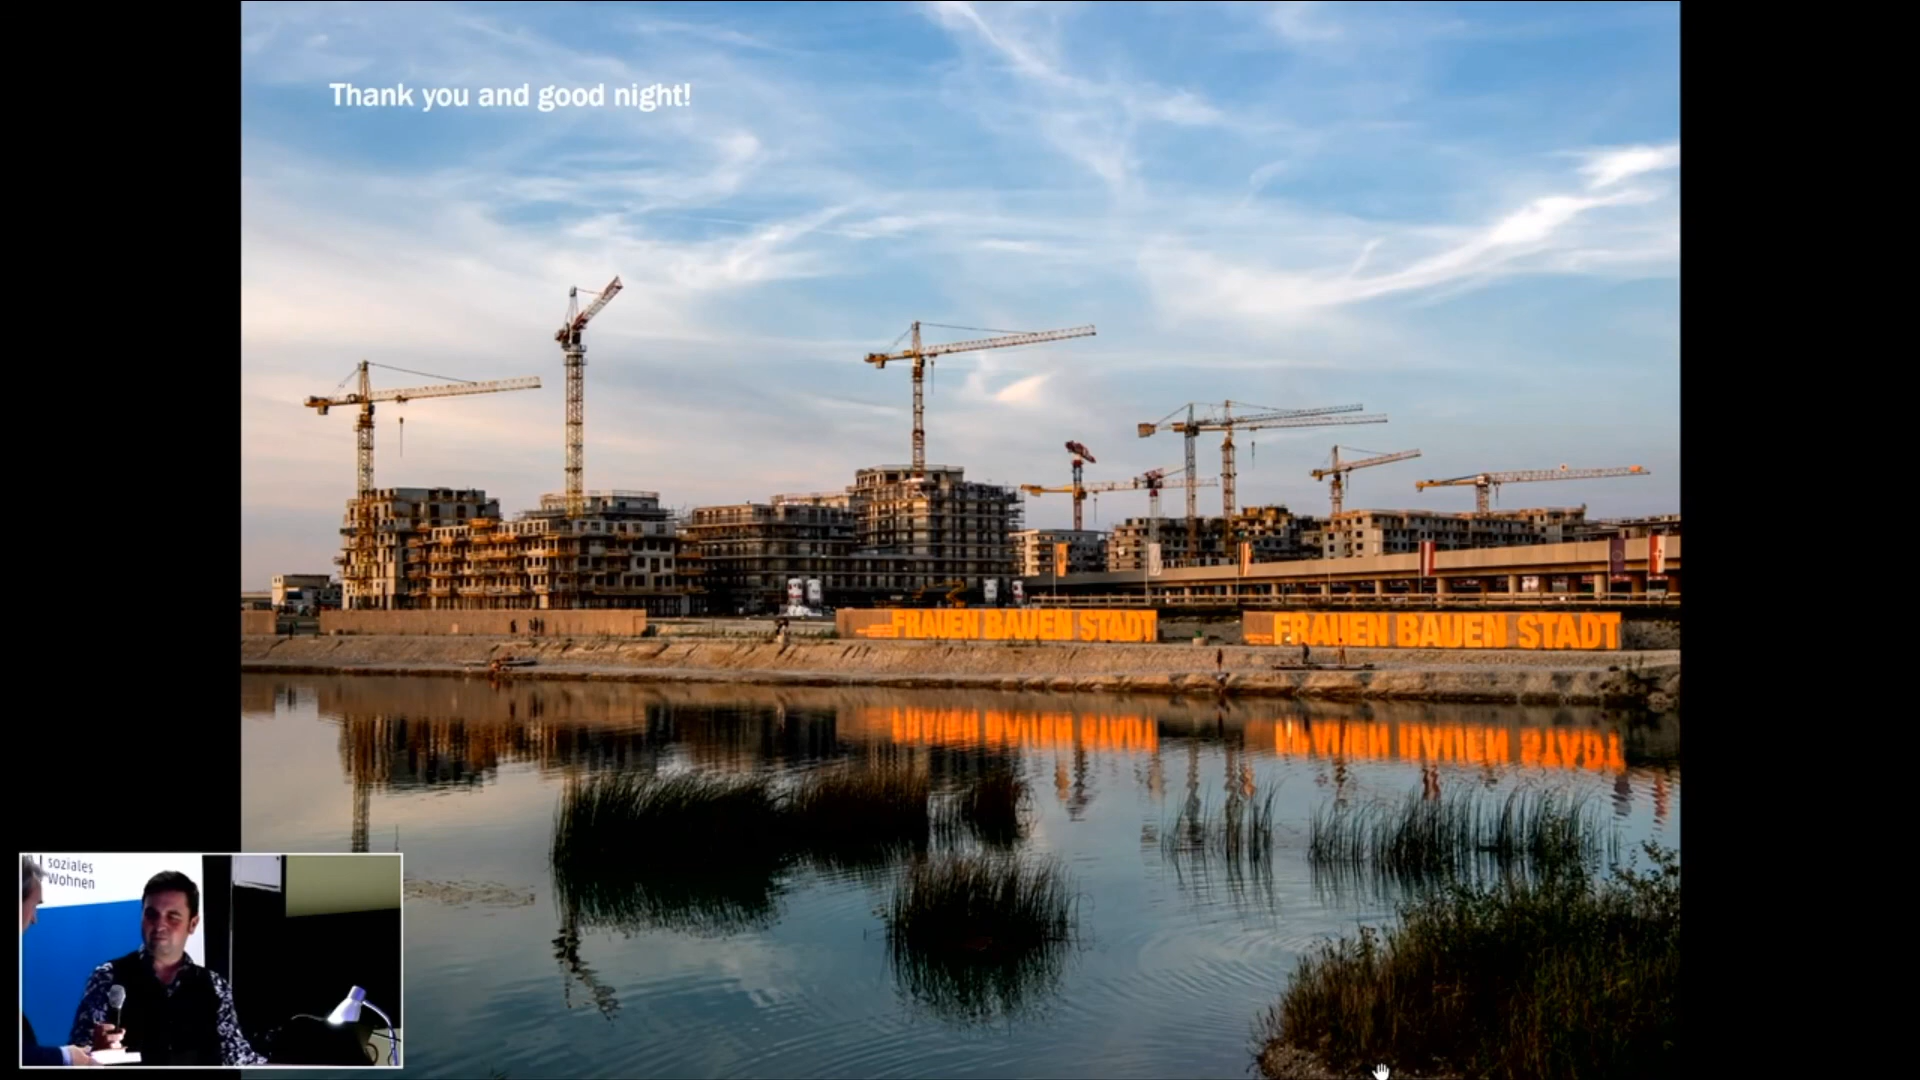 Thank you and good night!
FRAUEN BAUEN STADT
FRAUEN BAUEN STADT
soziales
Wohnen